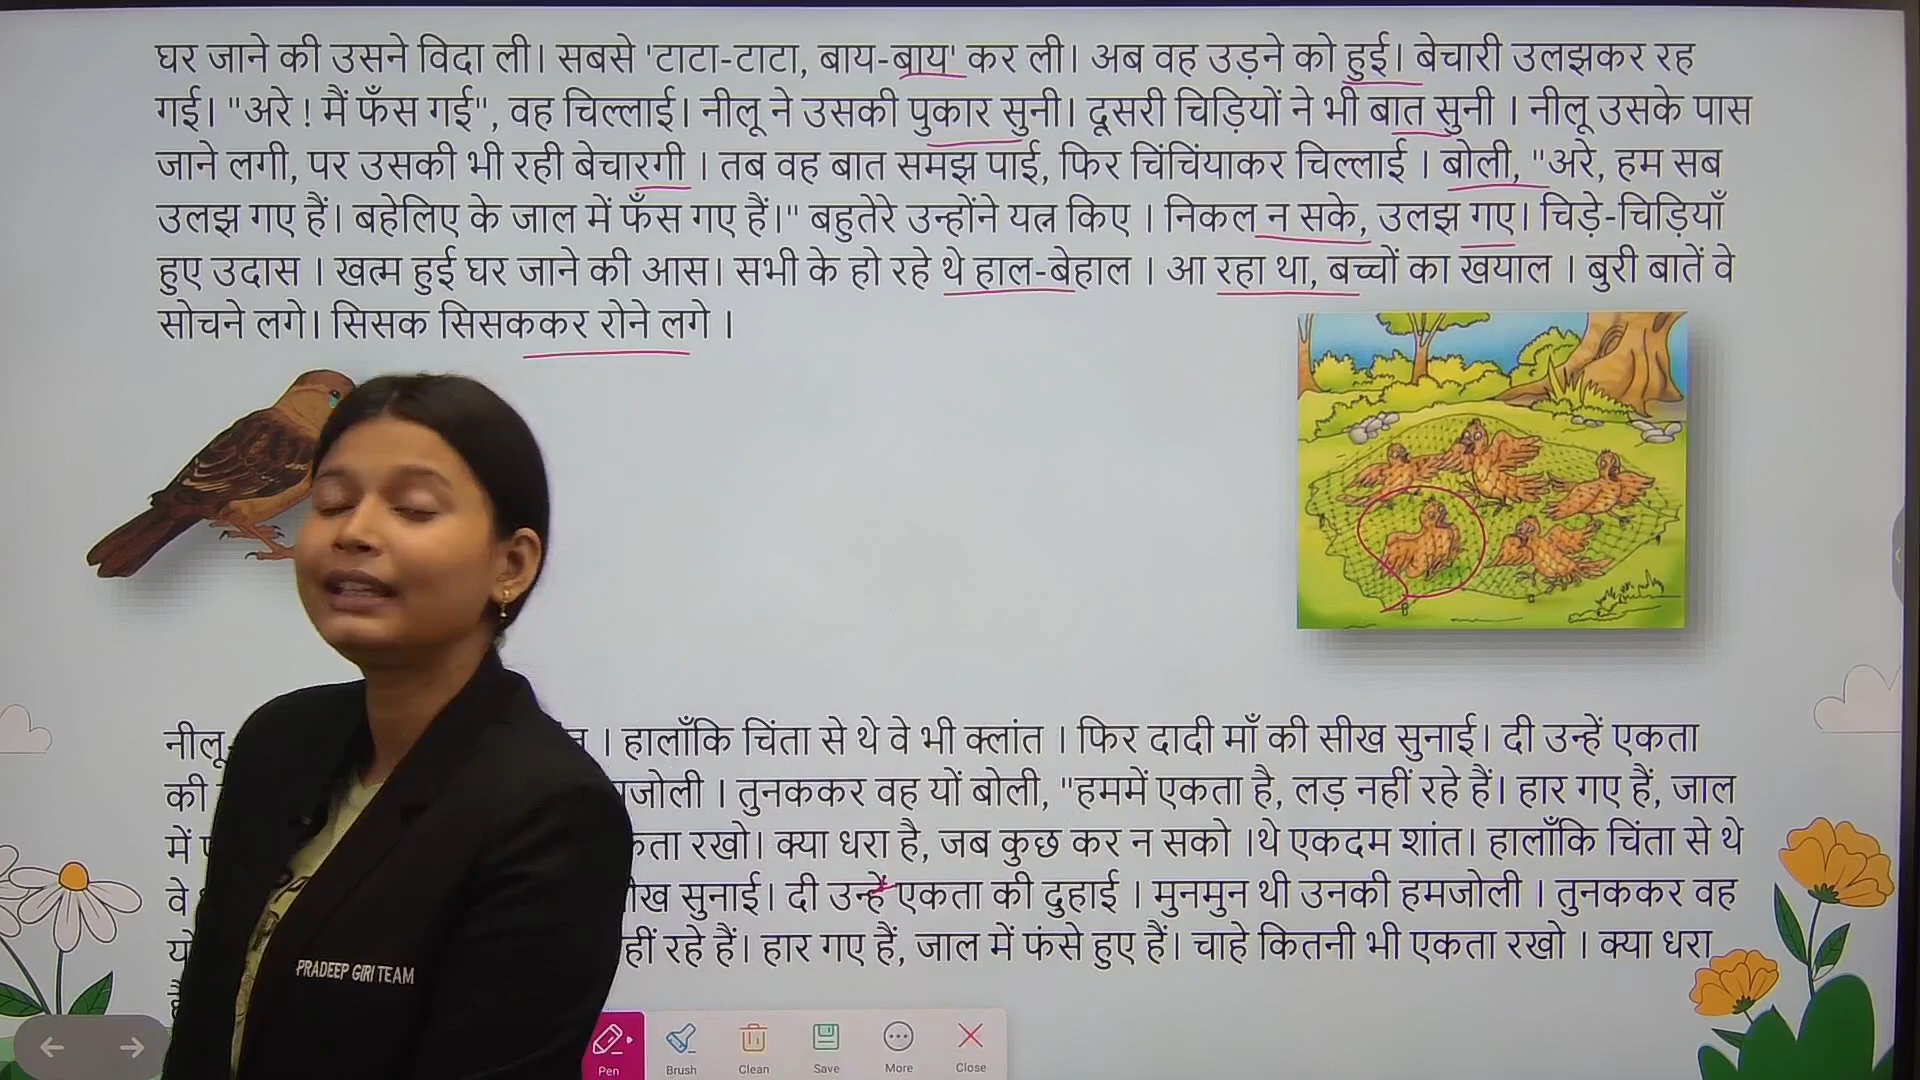 घर जाने की उसने विदा ली। सबसे 'टाटा-टाटा, बाय-बाय' कर ली। अब वह उड़ने को हुई। बेचारी उलझकर रह
गई। "अरे ! मैं फँस गई", वह चिल्लाई। नीलू ने उसकी पुकार सुनी। दूसरी चिड़ियों ने भी बात सुनी । नीलू उसके पास
जाने लगी, पर उसकी भी रही बेचारगी । तब वह बात समझ पाई, फिर चिंचिंयाकर चिल्लाई । बोली, "अरे, हम सब
उलझ गए हैं। बहेलिए के जाल में फँस गए हैं।" बहुतेरे उन्होंने यत्न किए । निकल न सके, उलझ गए। चिड़े-चिड़ियाँ
हुए उदास । खत्म हुई घर जाने की आस। सभी के हो रहे थे हाल-बेहाल । आ रहा था, बच्चों का खयाल । बुरी बातें वे
सोचने लगे। सिसक सिसककर रोने लगे ।
नीलू- । हालाँकि चिंता से थे वे भी क्लांत । फिर दादी माँ की सीख सुनाई। दी उन्हें एकता
की । तुनककर वह यों बोली, "हममें एकता है, लड़ नहीं रहे हैं। हार गए हैं, जाल
में रखो। क्या धरा है, जब कुछ कर न सको ।थे एकदम शांत। हालाँकि चिंता से थे
वे सुनाई। दी उन्हें एकता की दुहाई । मुनमुन थी उनकी हमजोली । तुनककर वह
रहे हैं। हार गए हैं, जाल में फंसे हुए हैं। चाहे कितनी भी एकता रखो । क्या धरा
PRADEEP GIRI TEAM
Pen Brush Clean Save More Close